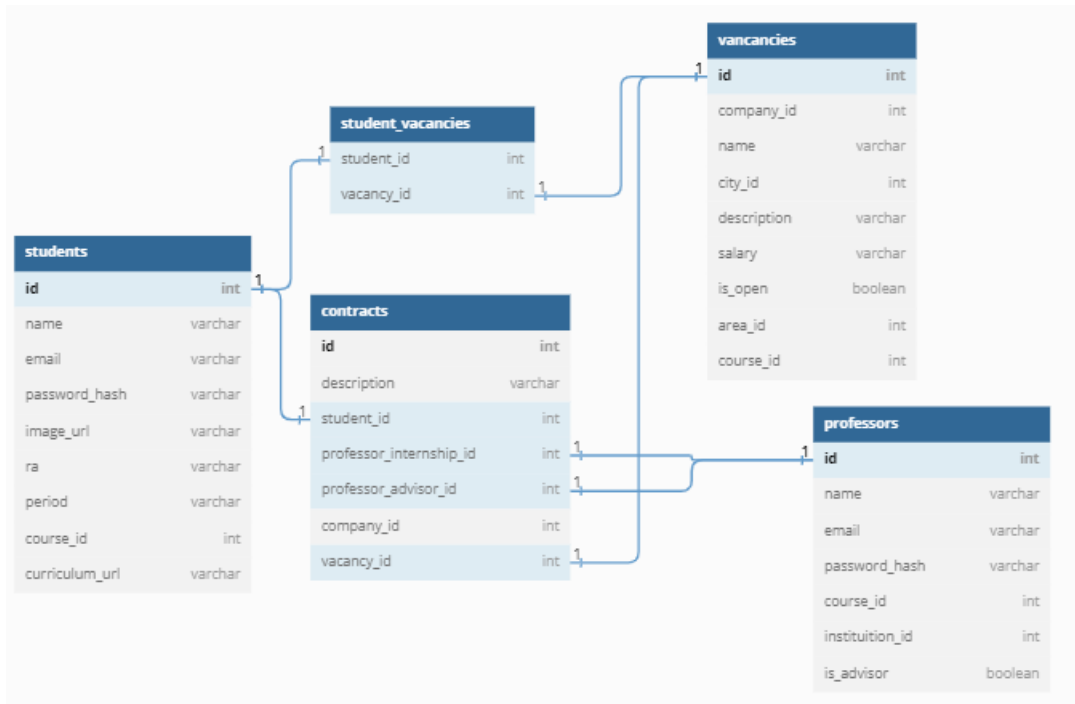 vancancies
id int
company_id int
name varchar
city_id int
description varchar
salary varchar
is_open boolean
area_id int
course_id int
student_vacancies
student_id int
vacancy_id int
students
id int
name varchar
email varchar
password_hash varchar
image_url varchar
ra varchar
period varchar
course_id int
curriculum_url varchar
contracts
id int
description varchar
student_id int
professor_internship_id int
professor_advisor_id int
company_id int
vacancy_id int
professors
id int
name varchar
email varchar
password_hash varchar
course_id int
instituition_id int
is_advisor boolean
1
1
1
1
1
1
1
1
1